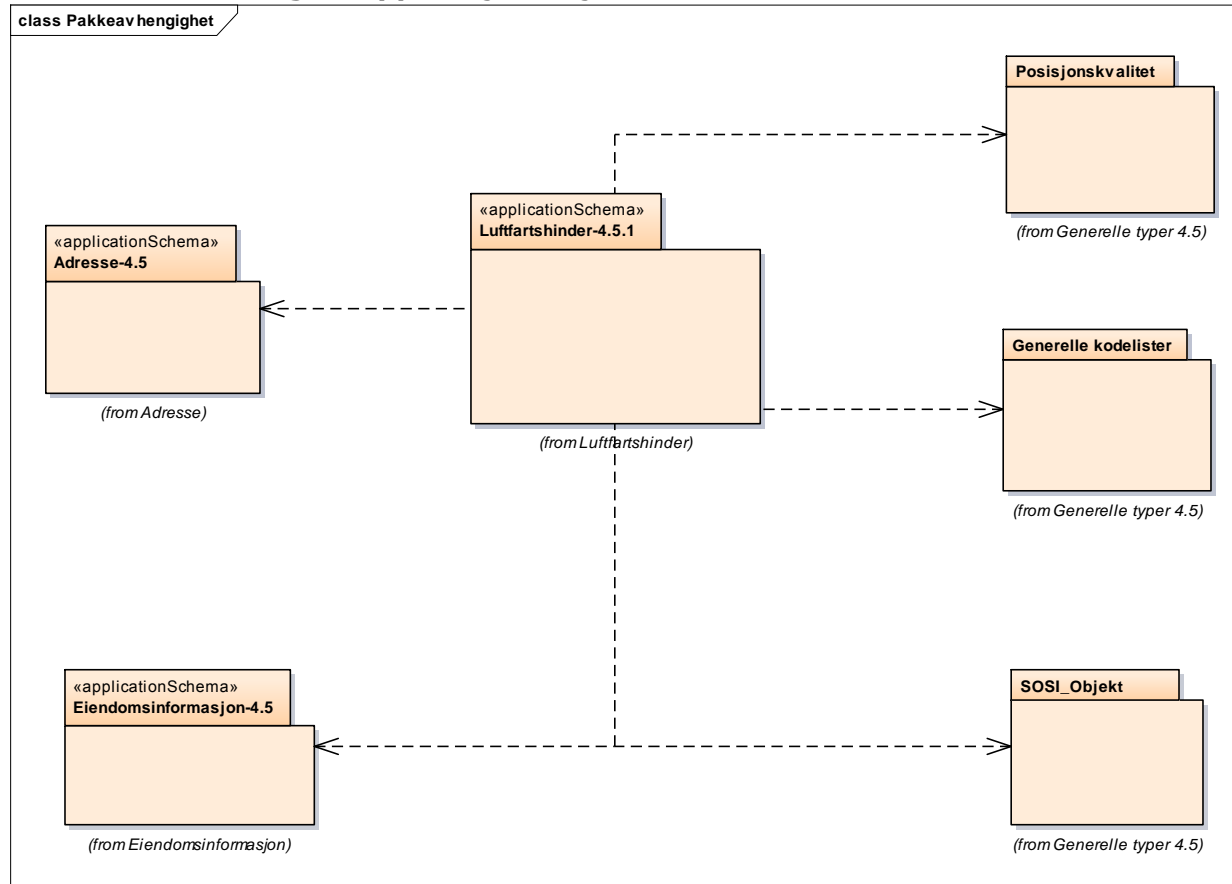 class Pakkeavhengighet
Posisjonskvalitet
(from Generelle typer 4.5)
«applicationSchema»
Luftfartshinder-4.5.1
(from Luftfartshinder)
«applicationSchema»
Adresse-4.5
(from Adresse)
Generelle kodelister
(from Generelle typer 4.5)
«applicationSchema»
Eiendomsinformasjon-4.5
(from Eiendomsinformasjon)
SOSI_Objekt
(from Generelle typer 4.5)